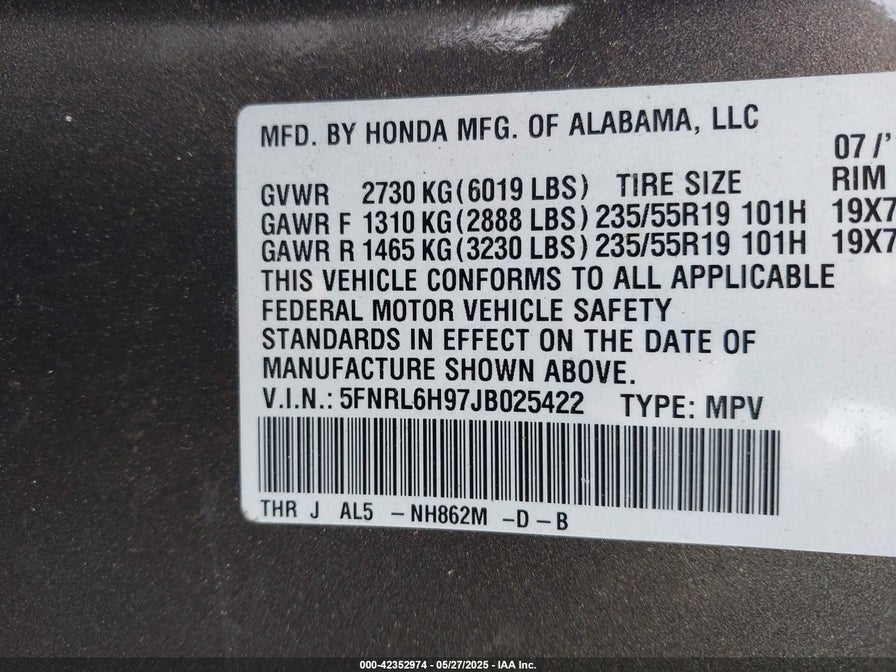 MFD. BY HONDA MFG. OF ALABAMA, LLC
07 /'
GVWR 2730 KG (6019 LBS) TIRE SIZE RIM
GAWR F 1310 KG (2888 LBS) 235/55R19 101H 19X7
GAWR R 1465 KG (3230 LBS) 235/55R19 101H 19X7
THIS VEHICLE CONFORMS TO ALL APPLICABLE
FEDERAL MOTOR VEHICLE SAFETY
STANDARDS IN EFFECT ON THE DATE OF
MANUFACTURE SHOWN ABOVE.
V.I.N.: 5FNRL6H97JB025422 TYPE: MPV
THR J AL5 - NH862M - D - B
000-42352974 / 05/27/2025 - IAA Inc.